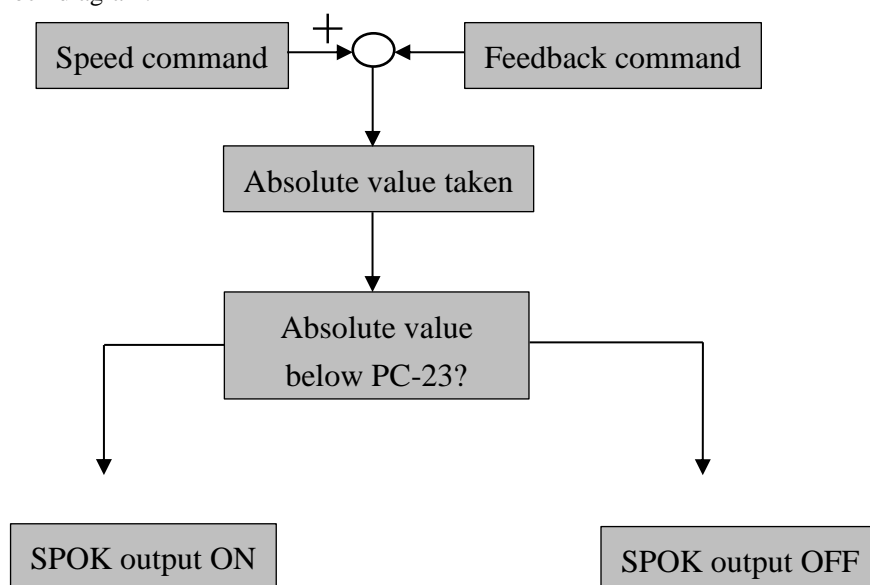 +
Speed command
Feedback command
Absolute value taken
Absolute value
below PC-23?
SPOK output ON
SPOK output OFF